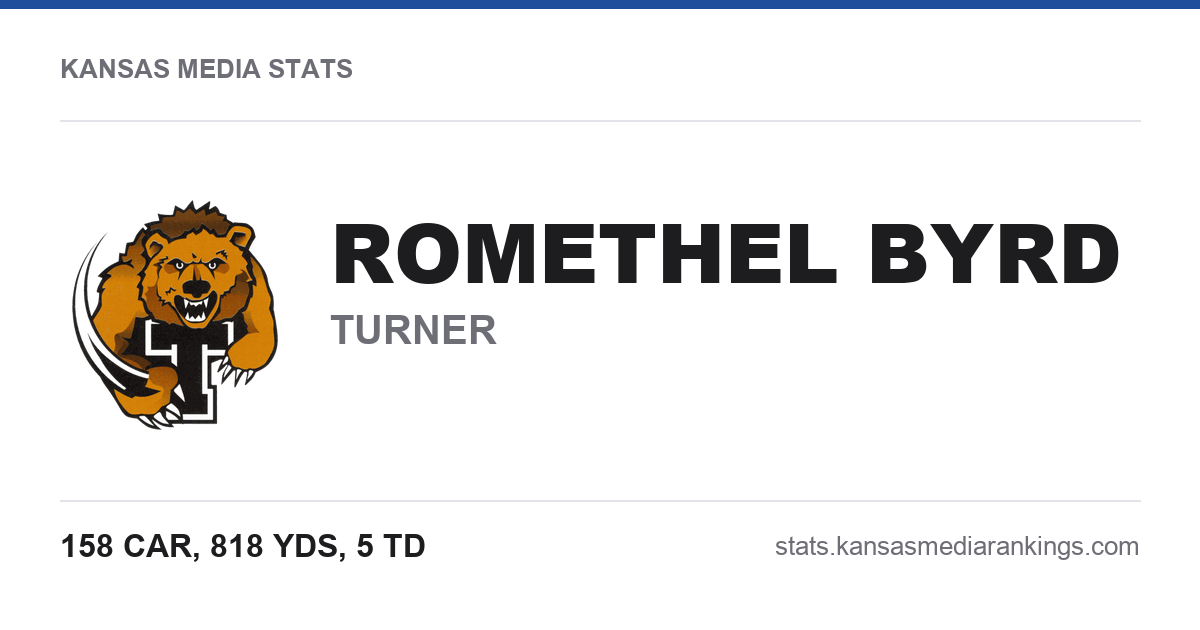 KANSAS MEDIA STATS
ROMETHEL BYRD
TURNER
T
158 CAR, 818 YDS, 5 TD
stats.kansasmediarankings.com